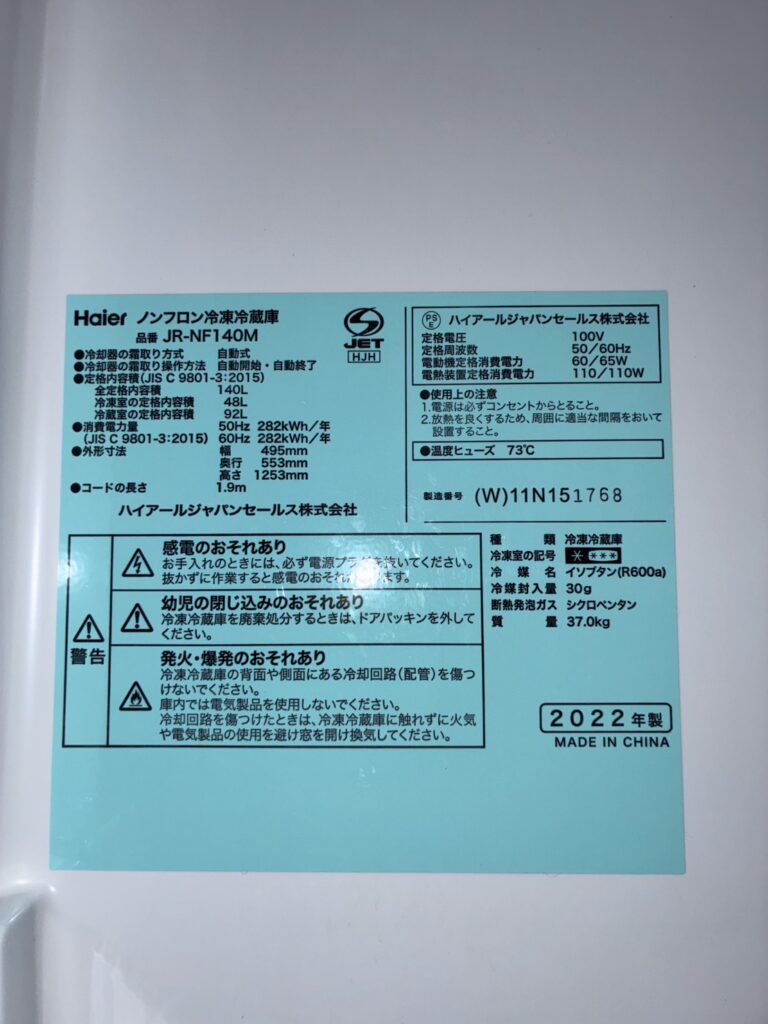 Haier ノンフロン冷凍冷蔵庫
品番 JR-NF140M
JET
HJH
●冷却器の霜取り方式 自動式
●冷却器の霜取り操作方法 自動開始・自動終了
●定格内容積(JIS C 9801-3:2015)
全定格内容積 140L
冷凍室の定格内容積 48L
冷蔵室の定格内容積 92L
●消費電力量 50Hz 282kWh/年
(JIS C 9801-3:2015) 60Hz 282kWh/年
●外形寸法 幅 495mm
奥行 553mm
高さ 1253mm
●コードの長さ 1.9m
ハイアールジャパンセールス株式会社
PSE ハイアールジャパンセールス株式会社
定格電圧 100V
定格周波数 50/60Hz
電動機定格消費電力 60/65W
電熱装置定格消費電力 110/110W
●使用上の注意
1.電源は必ずコンセントからとること。
2.放熱を良くするため、周囲に適当な間隔をおいて
設置すること。
●温度ヒューズ 73℃
製造番号 (W)11N151768
警告
感電のおそれあり
お手入れのときには、必ず電源プラグを抜いてください。
抜かずに作業すると感電のおそれがあります。
幼児の閉じ込みのおそれあり
冷凍冷蔵庫を廃棄処分するときは、ドアパッキンを外して
ください。
発火・爆発のおそれあり
冷凍冷蔵庫の背面や側面にある冷却回路(配管)を傷つ
けないでください。
庫内では電気製品を使用しないでください。
冷却回路を傷つけたときは、冷凍冷蔵庫に触れずに火気
や電気製品の使用を避け窓を開け換気してください。
種類 冷凍冷蔵庫
冷凍室の記号 * ***
冷媒名 イソブタン(R600a)
冷媒封入量 30g
断熱発泡ガス シクロペンタン
質量 37.0kg
2022年製
MADE IN CHINA